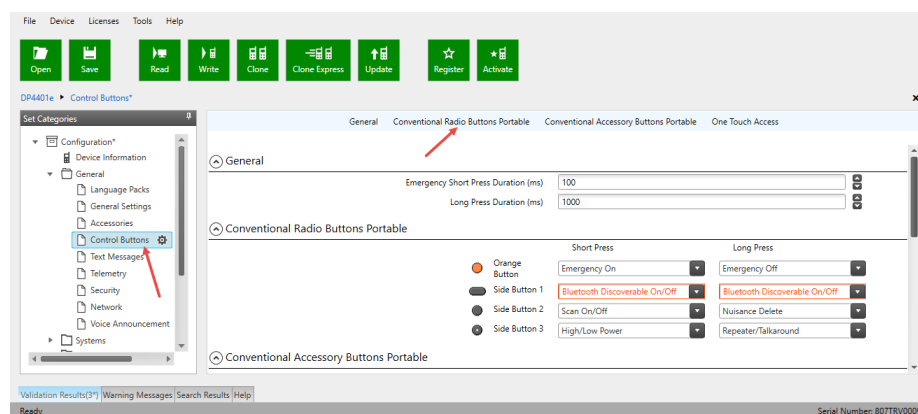 File Device Licenses Tools Help
Open Save Read Write Clone Clone Express Update Register Activate
DP4401e Control Buttons*
Set Categories
General Conventional Radio Buttons Portable Conventional Accessory Buttons Portable One Touch Access
Configuration*
Device Information
General
Language Packs
General Settings
Accessories
Control Buttons
Text Messages
Telemetry
Security
Network
Voice Announcement
Systems
General
Emergency Short Press Duration (ms) 100
Long Press Duration (ms) 1000
Conventional Radio Buttons Portable
Short Press Long Press
Orange Button Emergency On Emergency Off
Side Button 1 Bluetooth Discoverable On/Off Bluetooth Discoverable On/Off
Side Button 2 Scan On/Off Nuisance Delete
Side Button 3 High/Low Power Repeater/Talkaround
Conventional Accessory Buttons Portable
Validation Results(3*) Warning Messages Search Results Help
Ready Serial Number: 807TRV000